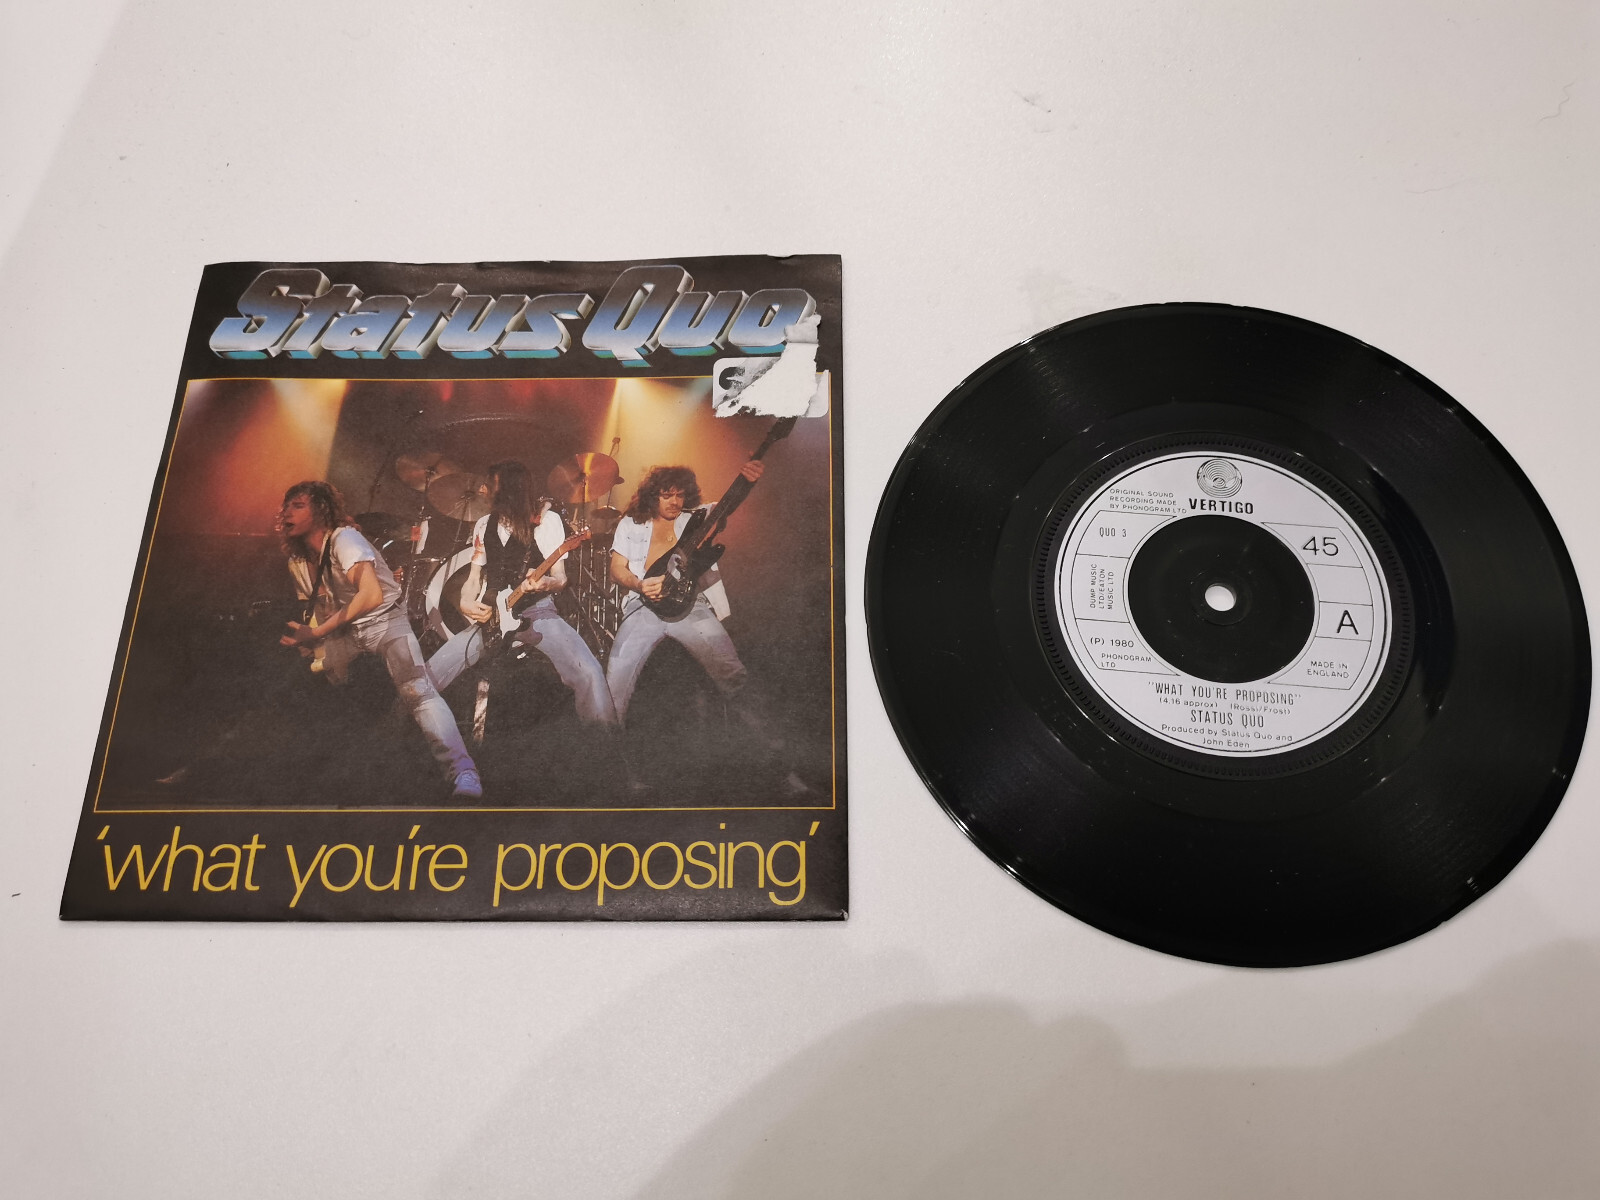 Status Quo
'what you're proposing'
ORIGINAL SOUND
RECORDING MADE
BY PHONOGRAM LTD
VERTIGO
QUO 3
45
DUMP MUSIC
LTD/EATON
MUSIC LTD
A
(P) 1980
PHONOGRAM
LTD
MADE IN
ENGLAND
"WHAT YOU'RE PROPOSING"
(4.16 approx) (Rossi/Frost)
STATUS QUO
Produced by Status Quo and
John Eden